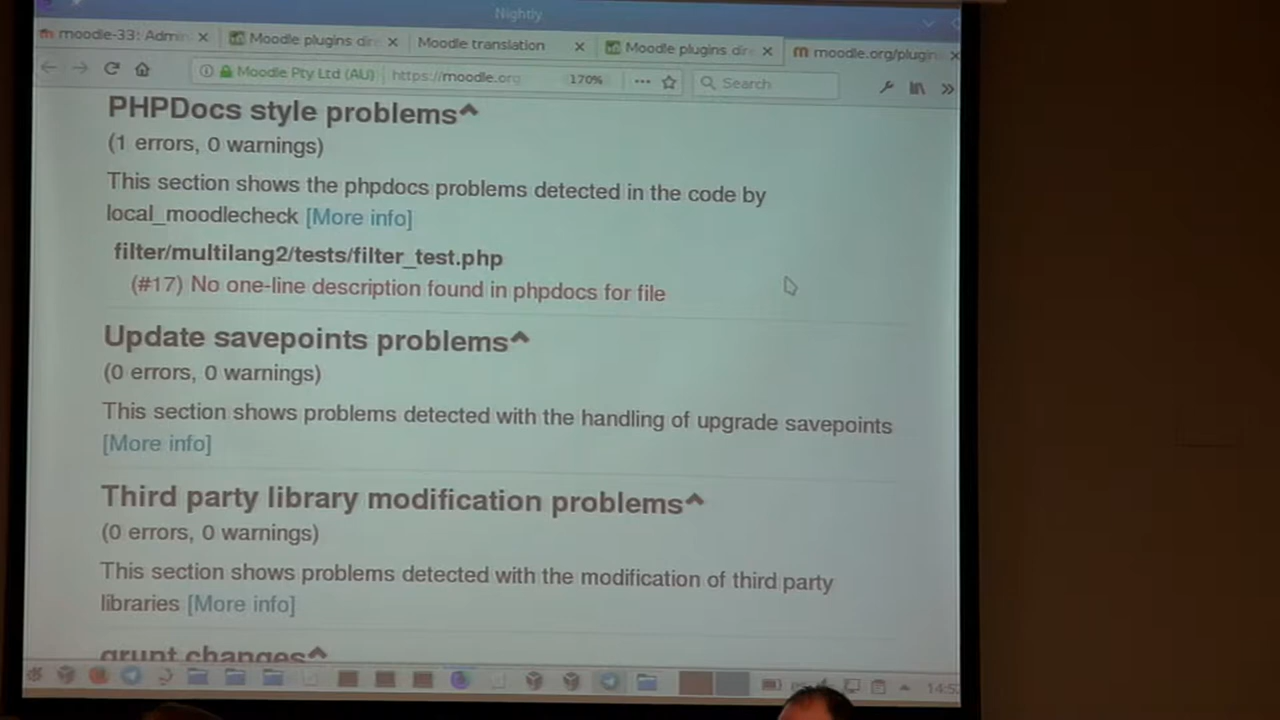 Nightly
moodle-33: Admin × Moodle plugins dire × Moodle translation × Moodle plugins dir × moodle.org/plugin ×
Moodle Pty Ltd (AU) https://moodle.org 170% ... Search
PHPDocs style problems^
(1 errors, 0 warnings)
This section shows the phpdocs problems detected in the code by
local_moodlecheck [More info]
filter/multilang2/tests/filter_test.php
(#17) No one-line description found in phpdocs for file
Update savepoints problems^
(0 errors, 0 warnings)
This section shows problems detected with the handling of upgrade savepoints
[More info]
Third party library modification problems^
(0 errors, 0 warnings)
This section shows problems detected with the modification of third party
libraries [More info]
grunt changes^